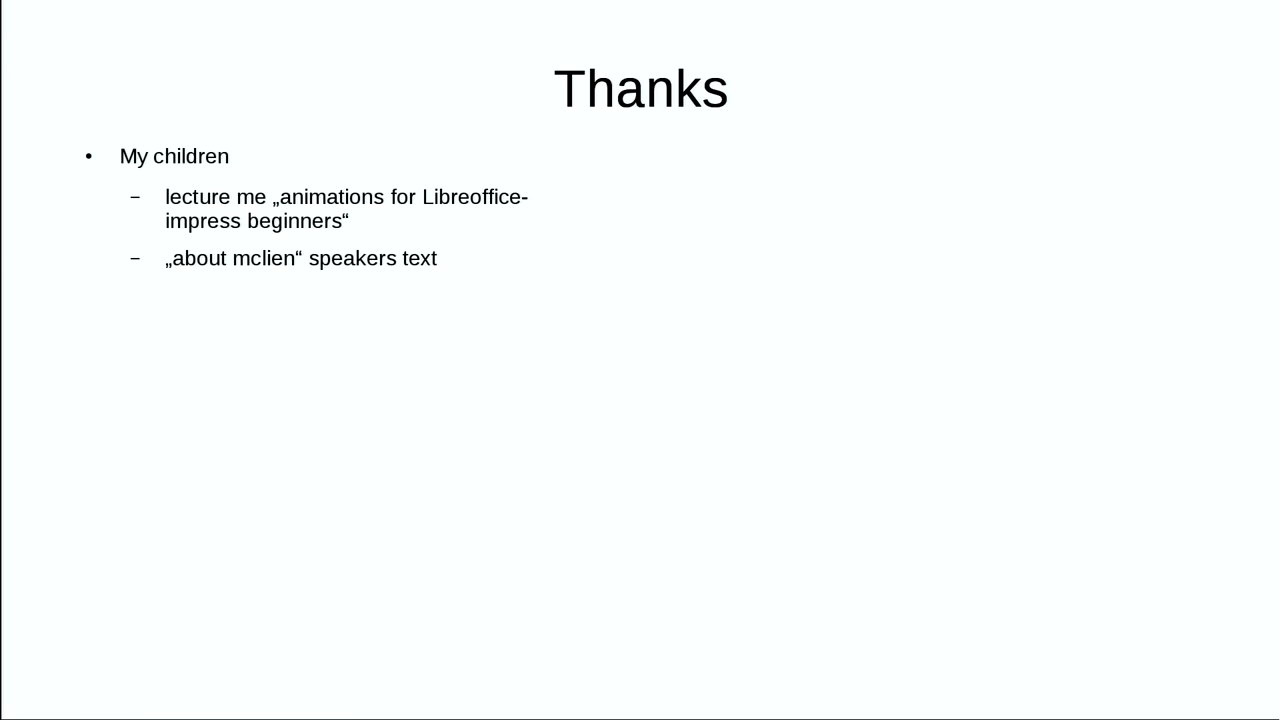 Thanks
• My children
– lecture me „animations for Libreoffice-
impress beginners“
– „about mclien“ speakers text